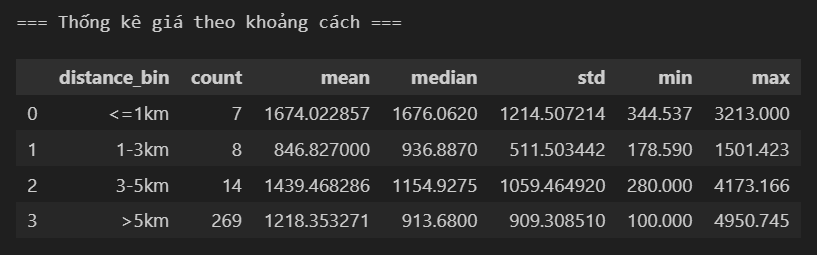 === Thống kê giá theo khoảng cách ===
distance_bin count mean median std min max
0 <=1km 7 1674.022857 1676.0620 1214.507214 344.537 3213.000
1 1-3km 8 846.827000 936.8870 511.503442 178.590 1501.423
2 3-5km 14 1439.468286 1154.9275 1059.464920 280.000 4173.166
3 >5km 269 1218.353271 913.6800 909.308510 100.000 4950.745